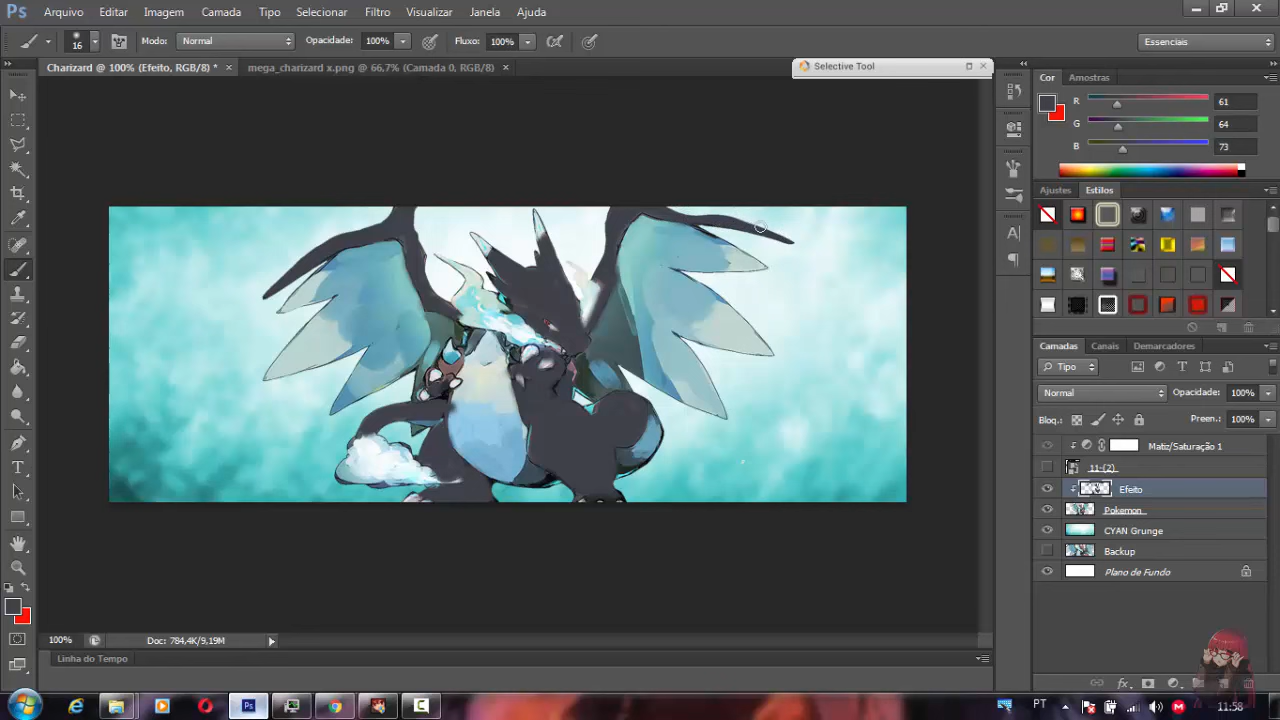 Ps Arquivo Editar Imagem Camada Tipo Selecionar Filtro Visualizar Janela Ajuda
16 Modo: Normal Opacidade: 100% Fluxo: 100% Essenciais
Charizard @ 100% (Efeito, RGB/8) * × mega_charizard x.png @ 66,7% (Camada 0, RGB/8) ×
Selective Tool
Cor Amostras
R 61
G 64
B 73
Ajustes Estilos
Camadas Canais Demarcadores
Tipo
Normal Opacidade: 100%
Bloq.: Preen.: 100%
Matiz/Saturação 1
11-(2)
Efeito
Pokemon
CYAN Grunge
Backup
Plano de Fundo
100% Doc: 784,4K/9,19M
Linha do Tempo
PT 11:58